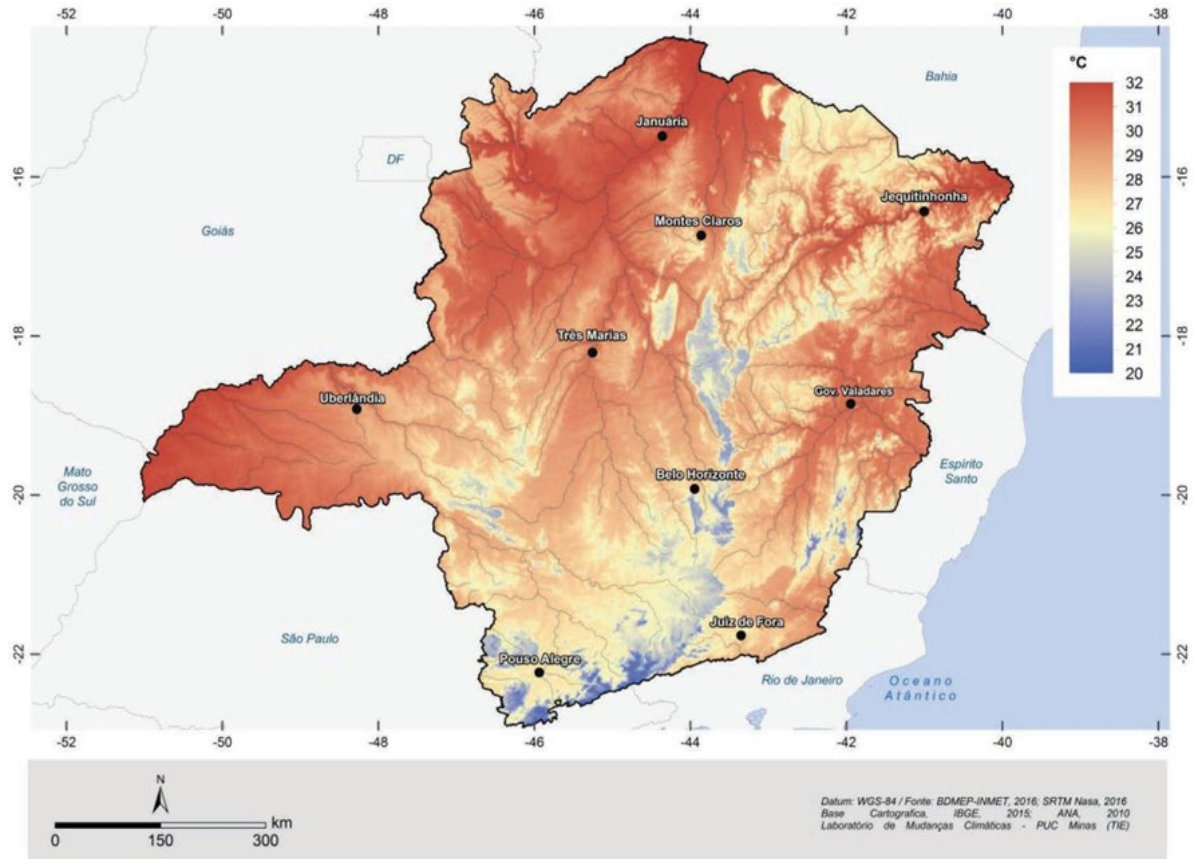 -52 -50 -48 -46 -44 -42 -40 -38
°C
Bahia
32
31
30
28
29
27
28
26
25
24
23
22
21
20
Januária
DF
-16 -16
Jequitinhonha
Montes Claros
Goiás
-18 -18
Três Marias
Uberlândia
Gov. Valadares
Mato
Grosso
do Sul
Belo Horizonte
Espírito
Santo
-20 -20
São Paulo
Juiz de Fora
-22 -22
Pouso Alegre
Rio de Janeiro
Oceano
Atântico
-52 -50 -48 -46 -44 -42 -40 -38
N
km
0 150 300
Datum: WGS-84 / Fonte: BDMEP-INMET, 2016; SRTM Nasa, 2016
Base Cartografica, IBGE, 2015; ANA, 2010
Laboratório de Mudanças Climáticas - PUC Minas (TIE)